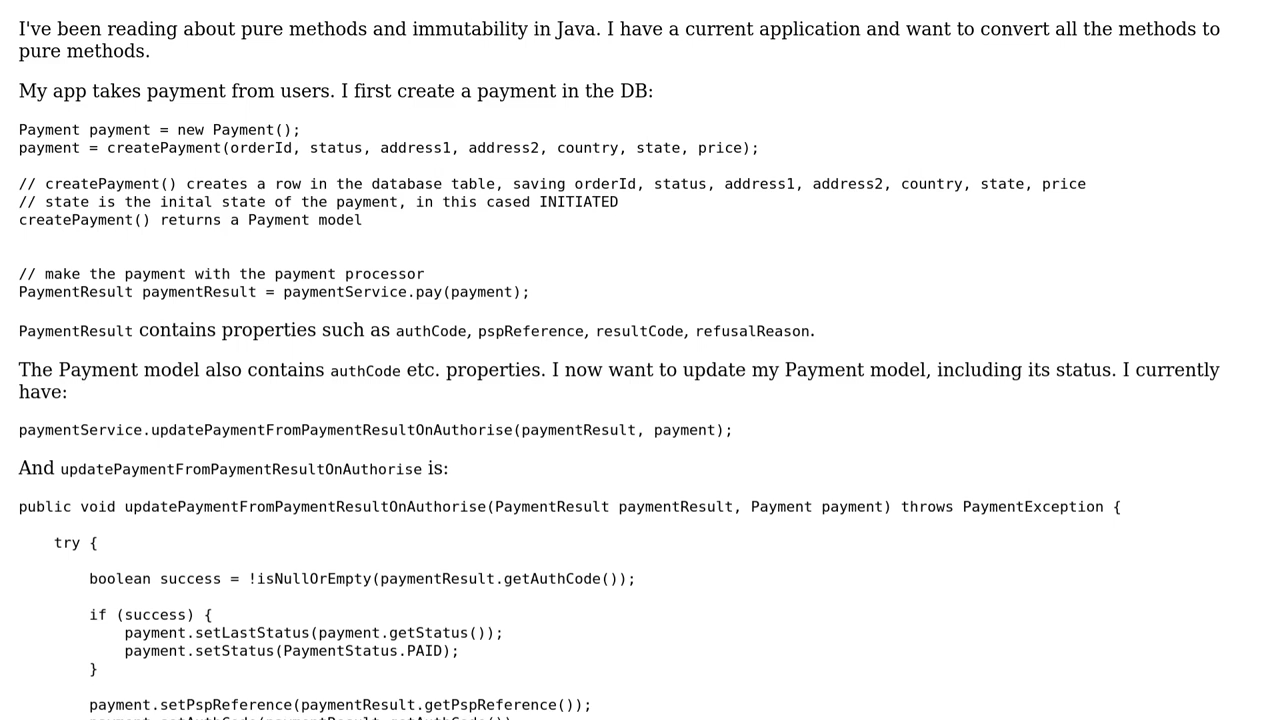 I've been reading about pure methods and immutability in Java. I have a current application and want to convert all the methods to
pure methods.
My app takes payment from users. I first create a payment in the DB:
Payment payment = new Payment();
payment = createPayment(orderId, status, address1, address2, country, state, price);
// createPayment() creates a row in the database table, saving orderId, status, address1, address2, country, state, price
// state is the inital state of the payment, in this cased INITIATED
createPayment() returns a Payment model
// make the payment with the payment processor
PaymentResult paymentResult = paymentService.pay(payment);
PaymentResult contains properties such as authCode, pspReference, resultCode, refusalReason.
The Payment model also contains authCode etc. properties. I now want to update my Payment model, including its status. I currently
have:
paymentService.updatePaymentFromPaymentResultOnAuthorise(paymentResult, payment);
And updatePaymentFromPaymentResultOnAuthorise is:
public void updatePaymentFromPaymentResultOnAuthorise(PaymentResult paymentResult, Payment payment) throws PaymentException {
    try {
        boolean success = !isNullOrEmpty(paymentResult.getAuthCode());
        if (success) {
            payment.setLastStatus(payment.getStatus());
            payment.setStatus(PaymentStatus.PAID);
        }
        payment.setPspReference(paymentResult.getPspReference());